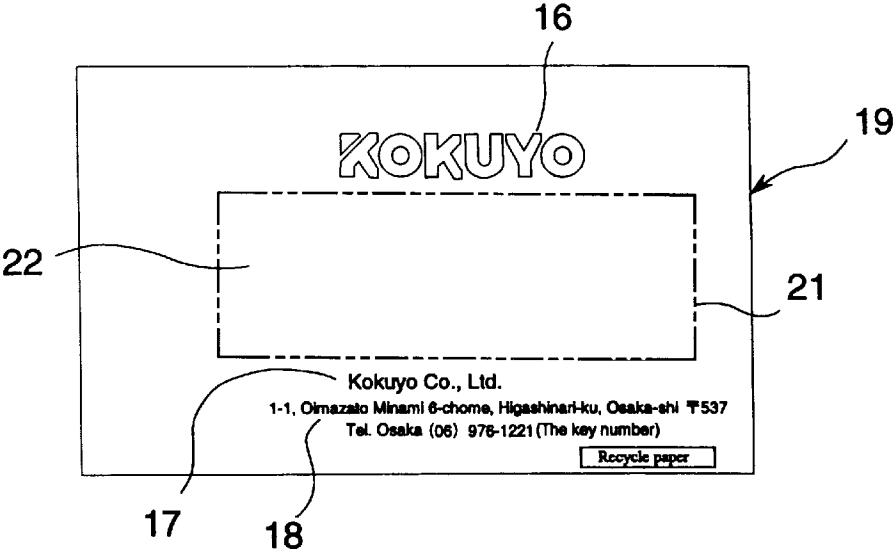 16
KOKUYO
19
22
21
Kokuyo Co., Ltd.
1-1, Oimazato Minami 6-chome, Higashinari-ku, Osaka-shi 〒537
Tel. Osaka (06) 976-1221 (The key number)
Recycle paper
17
18